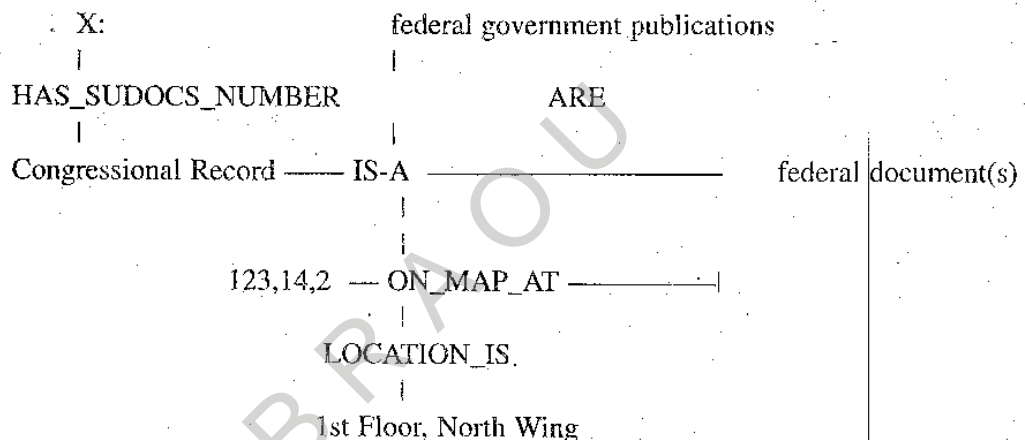 X: federal government publications
HAS_SUDOCS_NUMBER ARE
Congressional Record IS-A federal document(s)
123,14,2 ON_MAP_AT
LOCATION_IS.
1st Floor, North Wing
BRAOU